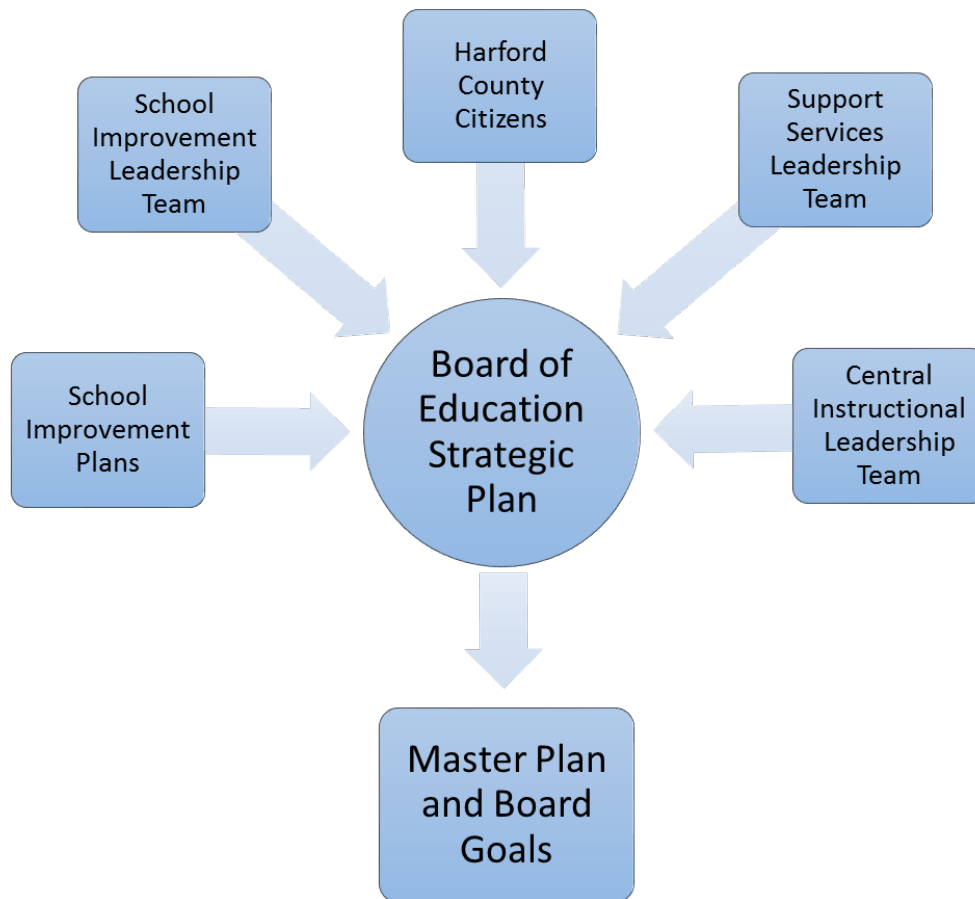 Harford
County
Citizens
School
Improvement
Leadership
Team
Support
Services
Leadership
Team
School
Improvement
Plans
Board of
Education
Strategic
Plan
Central
Instructional
Leadership
Team
Master Plan
and Board
Goals